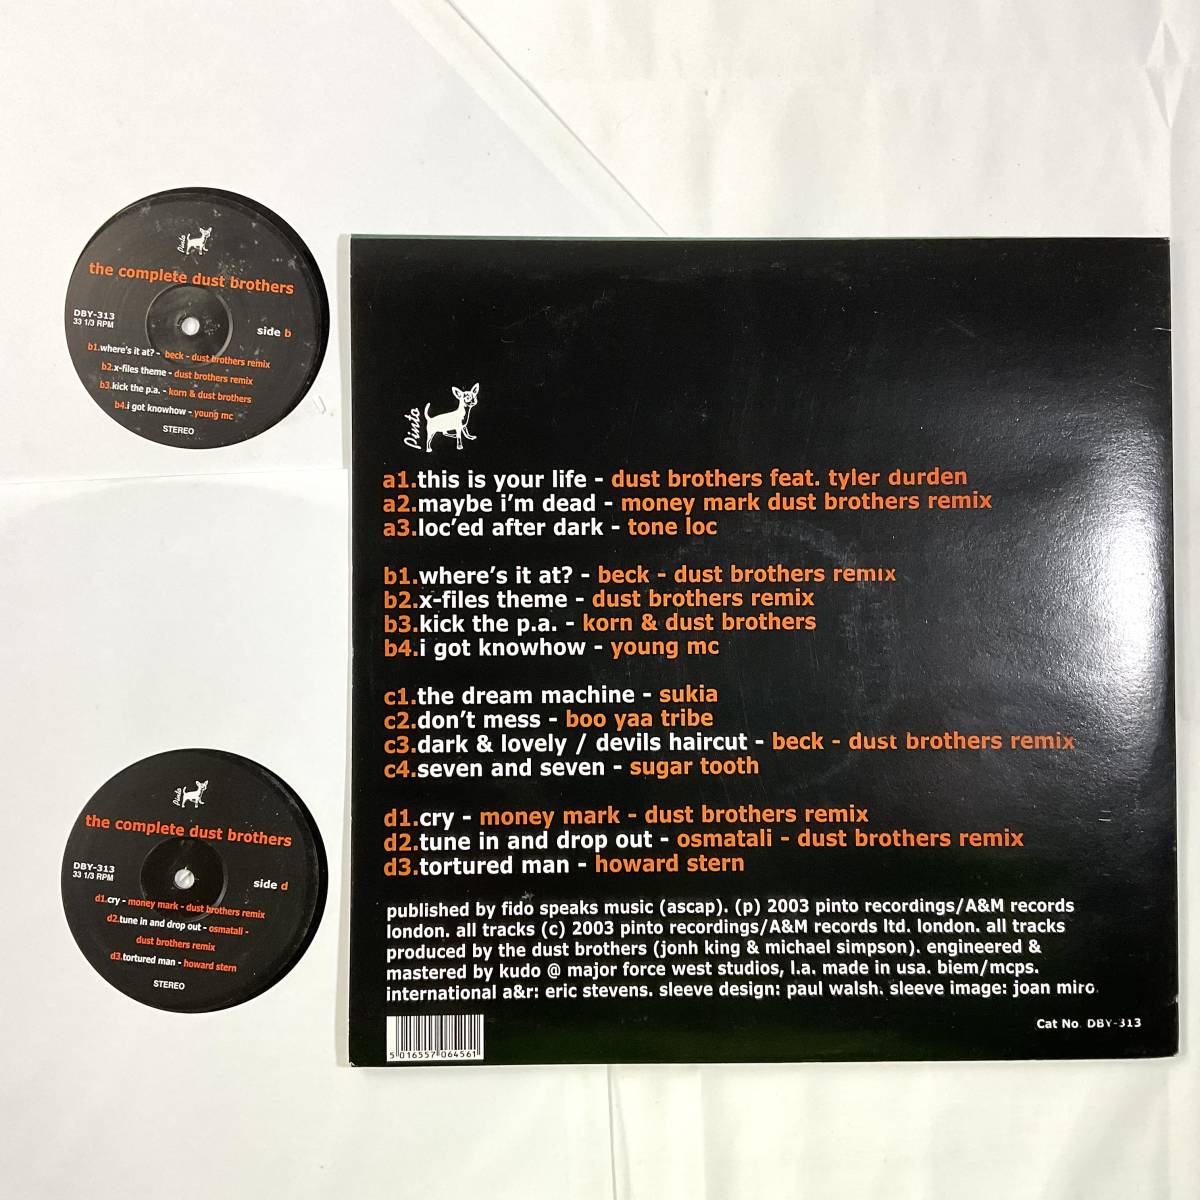 Pinto
the complete dust brothers
DBY-313
33 1/3 RPM
side b
b1.where's it at? - beck - dust brothers remix
b2.x-files theme - dust brothers remix
b3.kick the p.a. - korn & dust brothers
b4.i got knowhow - young mc
STEREO
Pinto
the complete dust brothers
DBY-313
33 1/3 RPM
side d
d1.cry - money mark - dust brothers remix
d2.tune in and drop out - osmatali -
dust brothers remix
d3.tortured man - howard stern
STEREO
Pinto
a1.this is your life - dust brothers feat. tyler durden
a2.maybe i'm dead - money mark dust brothers remix
a3.loc'ed after dark - tone loc
b1.where's it at? - beck - dust brothers remix
b2.x-files theme - dust brothers remix
b3.kick the p.a. - korn & dust brothers
b4.i got knowhow - young mc
c1.the dream machine - sukia
c2.don't mess - boo yaa tribe
c3.dark & lovely / devils haircut - beck - dust brothers remix
c4.seven and seven - sugar tooth
d1.cry - money mark - dust brothers remix
d2.tune in and drop out - osmatali - dust brothers remix
d3.tortured man - howard stern
published by fido speaks music (ascap). (p) 2003 pinto recordings/A&M records
london. all tracks (c) 2003 pinto recordings/A&M records ltd. london. all tracks
produced by the dust brothers (jonh king & michael simpson). engineered &
mastered by kudo @ major force west studios, l.a. made in usa. biem/mcps.
international a&r: eric stevens. sleeve design: paul walsh. sleeve image: joan miro.
Cat No. DBY-313
5 016557 064561